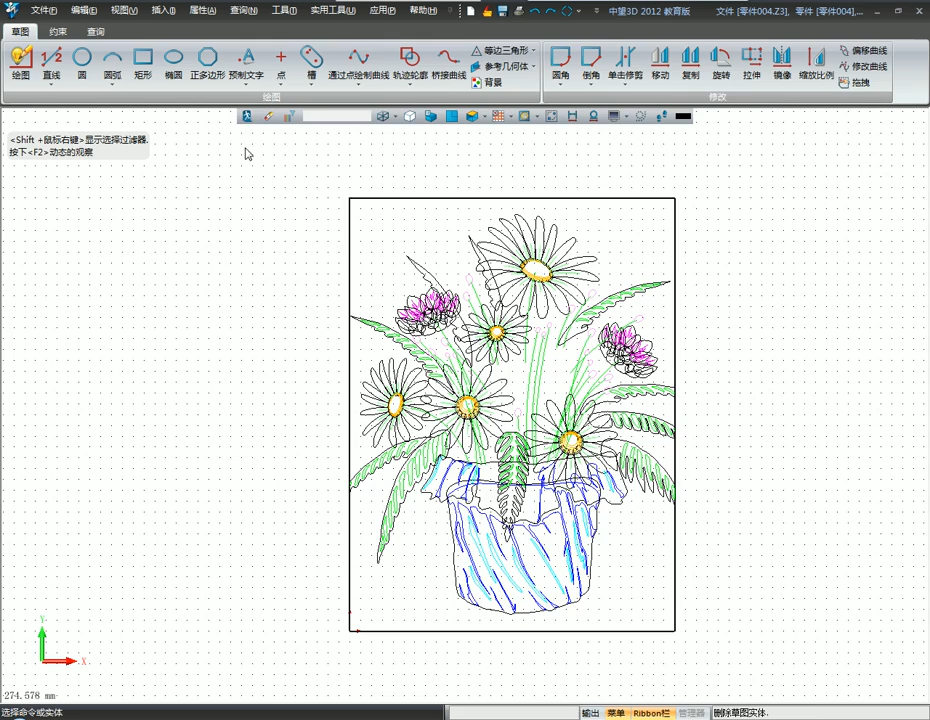 文件(F) 编辑(E) 视图(V) 插入(I) 属性(A) 查询(N) 工具(T) 实用工具(U) 应用(P) 帮助(H) 中望3D 2012 教育版 文件 [零件004.Z3], 零件 [零件004],...
草图 约束 查询
绘图 直线 圆 圆弧 矩形 椭圆 正多边形 预制文字 点 槽 通过点绘制曲线 轨迹轮廓 桥接曲线
等边三角形
参考几何体
背景
圆角 倒角 单击修剪 移动 复制 旋转 拉伸 镜像 缩放比例
偏移曲线
修改曲线
拖拽
绘图 修改
<Shift +鼠标右键>显示选择过滤器.
按下<F2>动态的观察
Y
X
274.578 mm
选择命令或实体 输出 菜单 Ribbon栏 管理器 删除草图实体.